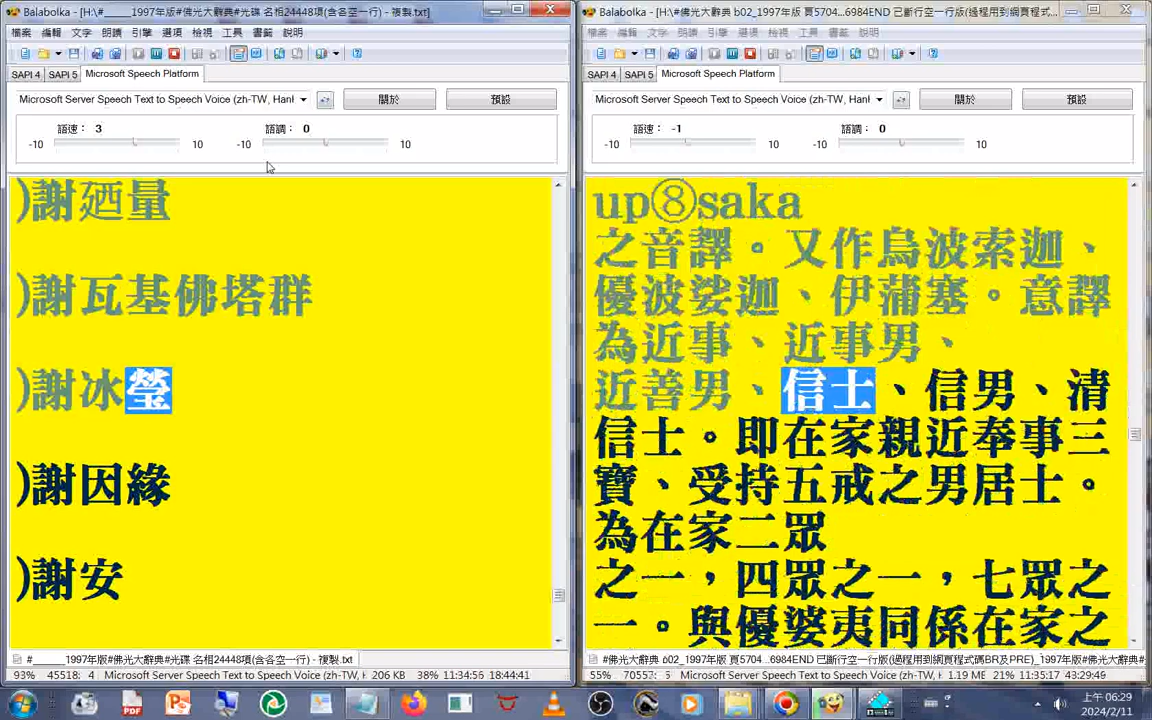 Balabolka - [H:\#_____1997年版#佛光大辭典#光碟 名相24448項(含各空一行) - 複製.txt]
檔案 編輯 文字 朗讀 引擎 選項 檢視 工具 書籤 說明
SAPI 4 SAPI 5 Microsoft Speech Platform
Microsoft Server Speech Text to Speech Voice (zh-TW, Hanl
關於 預設
語速： 3 語調： 0
-10 10 -10 10
)謝廼量
)謝瓦基佛塔群
)謝冰瑩
)謝因緣
)謝安
#_____1997年版#佛光大辭典#光碟 名相24448項(含各空一行) - 複製.txt
93% 45518: 4 Microsoft Server Speech Text to Speech Voice (zh-TW, 206 KB 38% 11:34:56 18:44:41
Balabolka - [H:\#佛光大辭典 b02_1997年版 頁5704...6984END 已斷行空一行版(過程用到網頁程式...
檔案 編輯 文字 朗讀 引擎 選項 檢視 工具 書籤 說明
SAPI 4 SAPI 5 Microsoft Speech Platform
Microsoft Server Speech Text to Speech Voice (zh-TW, Hanl
關於 預設
語速： -1 語調： 0
-10 10 -10 10
up⑧saka
之音譯。又作烏波索迦、
優波娑迦、伊蒲塞。意譯
為近事、近事男、
近善男、信士、信男、清
信士。即在家親近奉事三
寶、受持五戒之男居士。
為在家二眾
之一，四眾之一，七眾之
一。與優婆夷同係在家之
#佛光大辭典 b02_1997年版 頁5704...6984END 已斷行空一行版(過程用到網頁程式碼BR及PRE)_1997年版#佛光大辭典#
55% 70557: Microsoft Server Speech Text to Speech Voice (zh-TW, 1.19 MB 21% 11:35:17 43:29:49
上午 06:29
2024/2/11